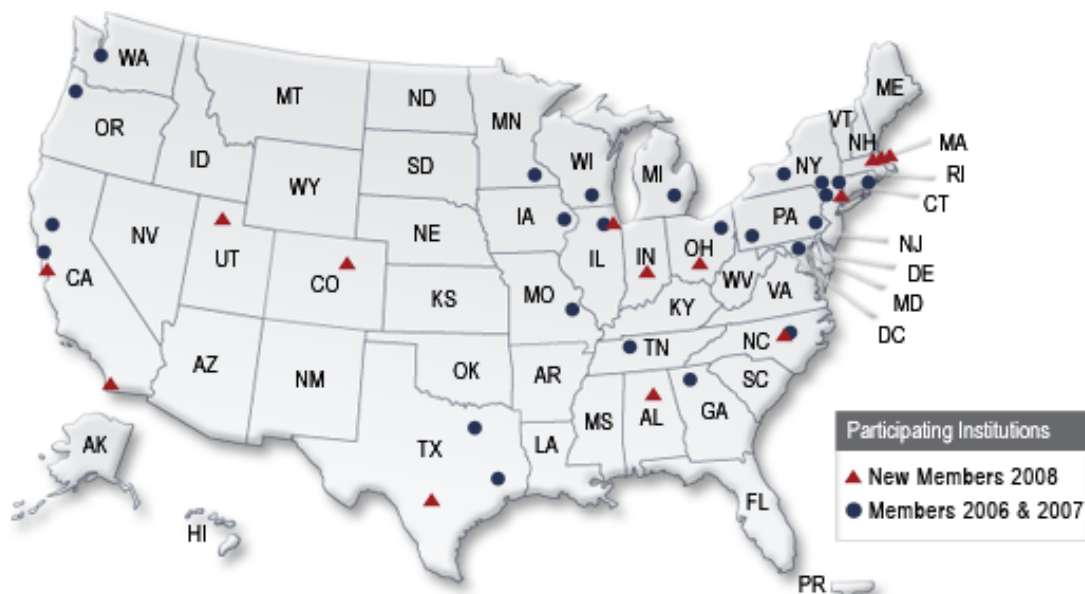 WA
MT
ND
MN
OR
ID
SD
WI
MI
VT
ME
NH
MA
NY
RI
CT
WY
IA
PA
NJ
NV
NE
IL
IN
OH
DE
UT
CO
WV
VA
MD
DC
CA
KS
MO
KY
NC
TN
AZ
NM
OK
AR
SC
MS
AL
GA
TX
LA
FL
AK
HI
PR
Participating Institutions
New Members 2008
Members 2006 & 2007